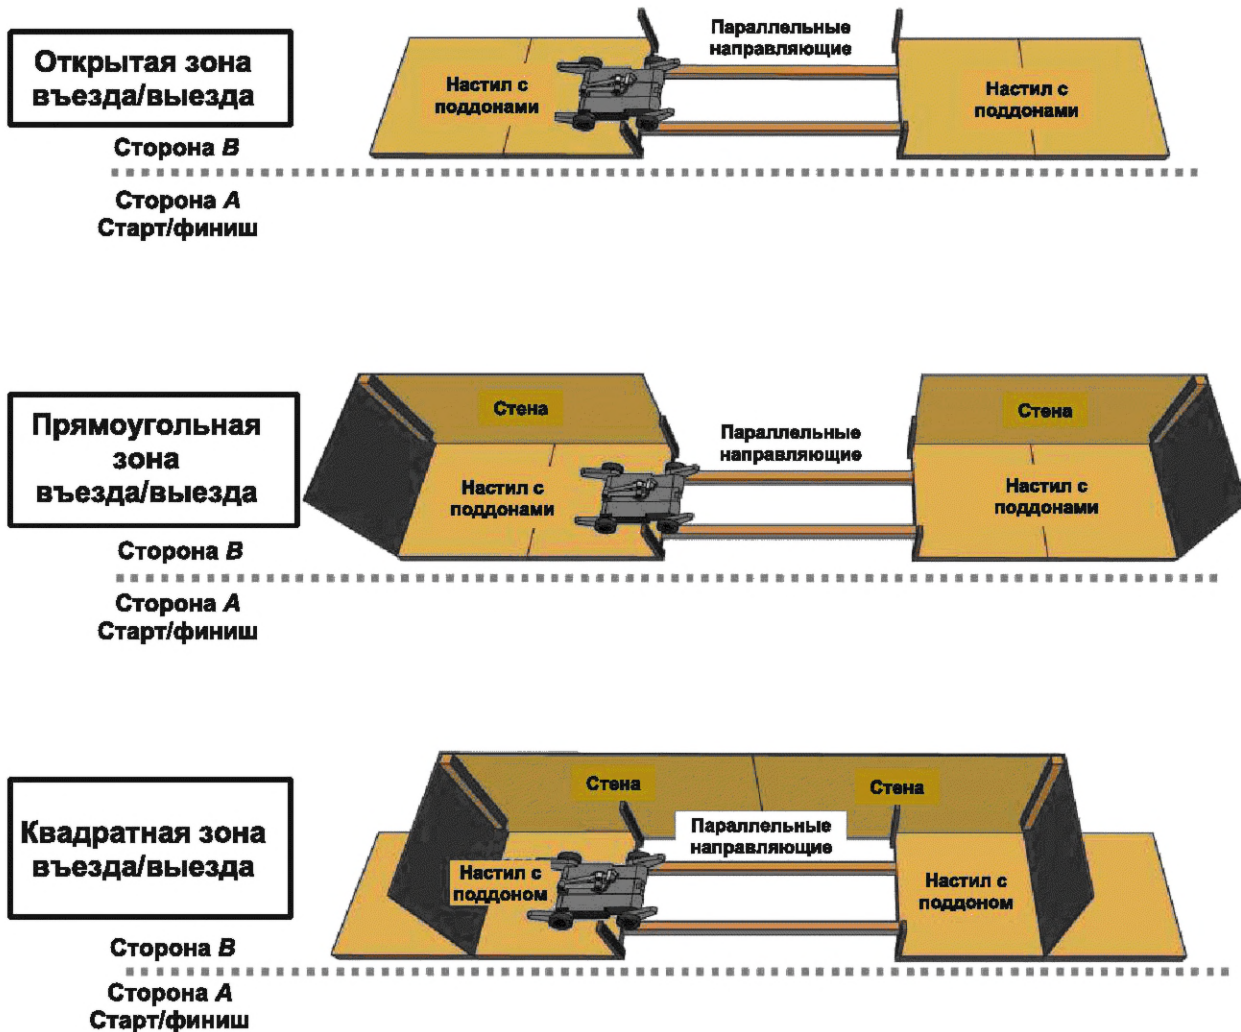 Параллельные
направляющие
Открытая зона
въезда/выезда
Настил с
поддонами
Настил с
поддонами
Сторона B
Сторона A
Старт/финиш
Стена
Стена
Прямоугольная
зона
въезда/выезда
Параллельные
направляющие
Настил с
поддонами
Настил с
поддонами
Сторона B
Сторона A
Старт/финиш
Стена
Стена
Квадратная зона
въезда/выезда
Параллельные
направляющие
Настил с
поддоном
Настил с
поддоном
Сторона B
Сторона A
Старт/финиш